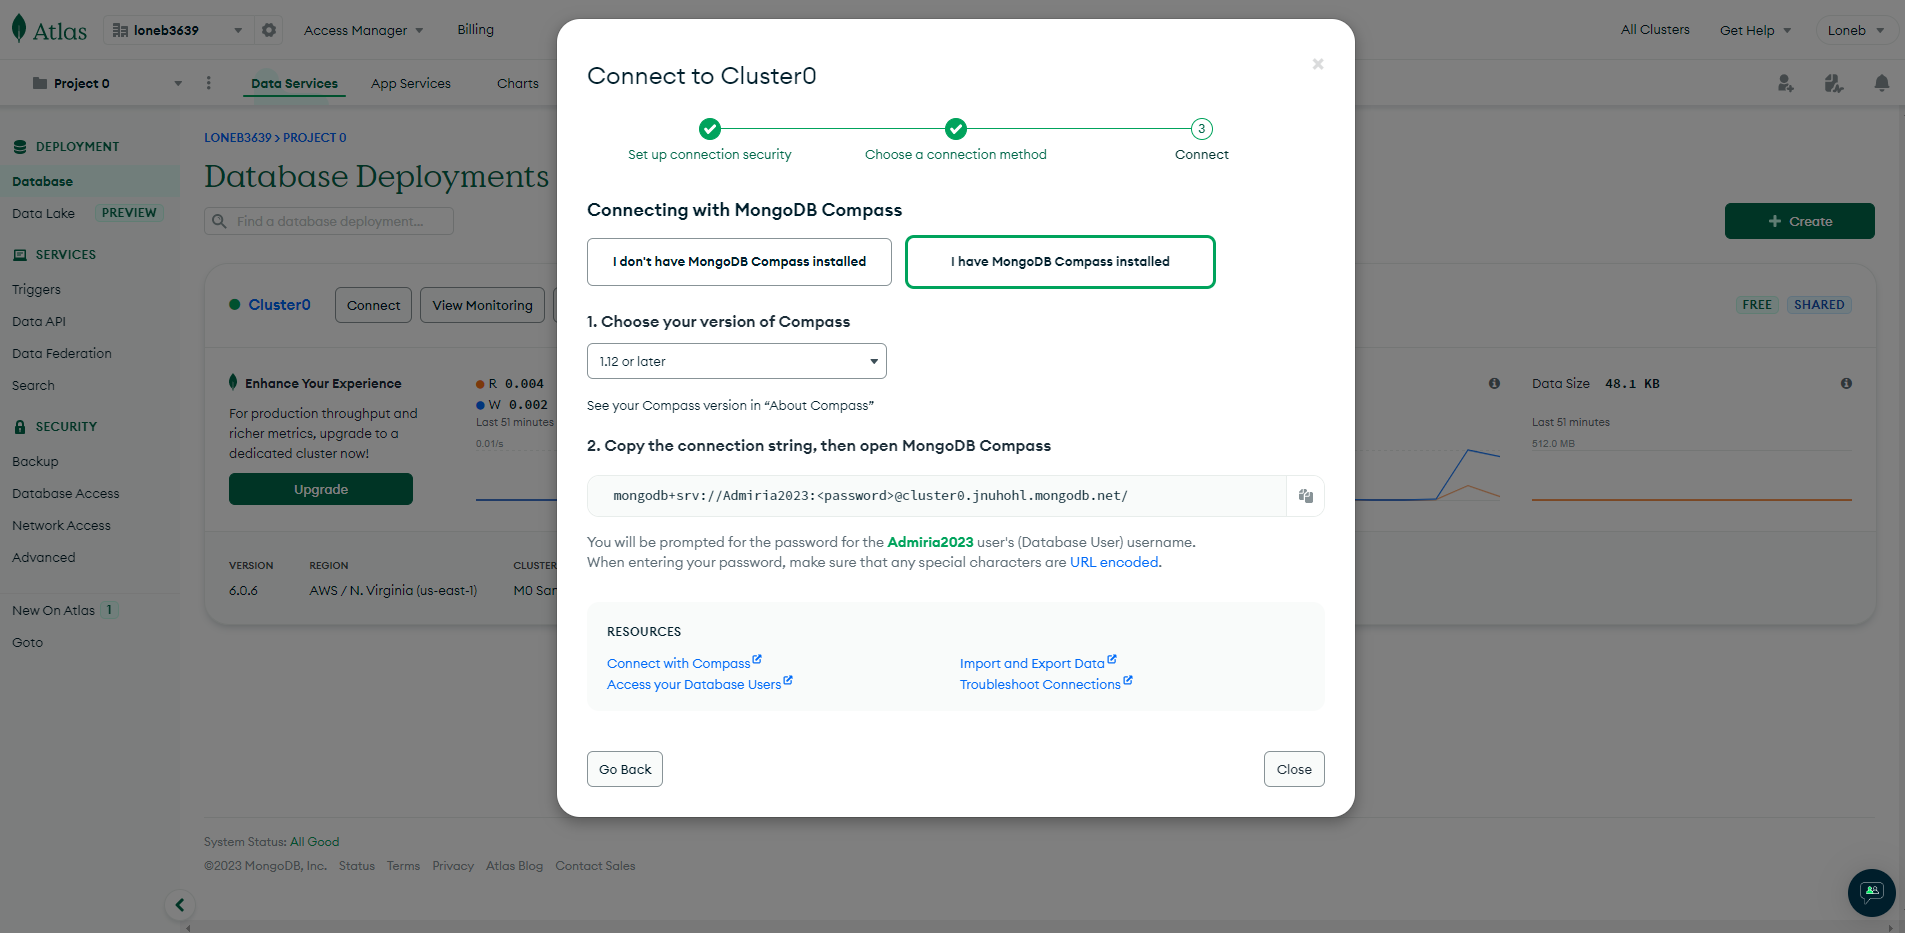 Atlas
loneb3639
Access Manager
Billing
All Clusters
Get Help
Loneb
Project 0
Data Services
App Services
Charts
DEPLOYMENT
Database
Data Lake PREVIEW
SERVICES
Triggers
Data API
Data Federation
Search
SECURITY
Backup
Database Access
Network Access
Advanced
New On Atlas 1
Goto
LONEB3639 > PROJECT 0
Database Deployments
Find a database deployment...
+ Create
Cluster0
Connect
View Monitoring
FREE
SHARED
Enhance Your Experience
For production throughput and
richer metrics, upgrade to a
dedicated cluster now!
Upgrade
R 0.004
W 0.002
Last 51 minutes
0.01/s
Data Size 48.1 KB
Last 51 minutes
512.0 MB
VERSION
6.0.6
REGION
AWS / N. Virginia (us-east-1)
CLUSTER
M0 San
Connect to Cluster0
3
Set up connection security
Choose a connection method
Connect
Connecting with MongoDB Compass
I don't have MongoDB Compass installed
I have MongoDB Compass installed
1. Choose your version of Compass
1.12 or later
See your Compass version in “About Compass”
2. Copy the connection string, then open MongoDB Compass
mongodb+srv://Admiria2023:<password>@cluster0.jnuhohl.mongodb.net/
You will be prompted for the password for the Admiria2023 user's (Database User) username.
When entering your password, make sure that any special characters are URL encoded.
RESOURCES
Connect with Compass
Import and Export Data
Access your Database Users
Troubleshoot Connections
Go Back
Close
System Status: All Good
©2023 MongoDB, Inc. Status Terms Privacy Atlas Blog Contact Sales